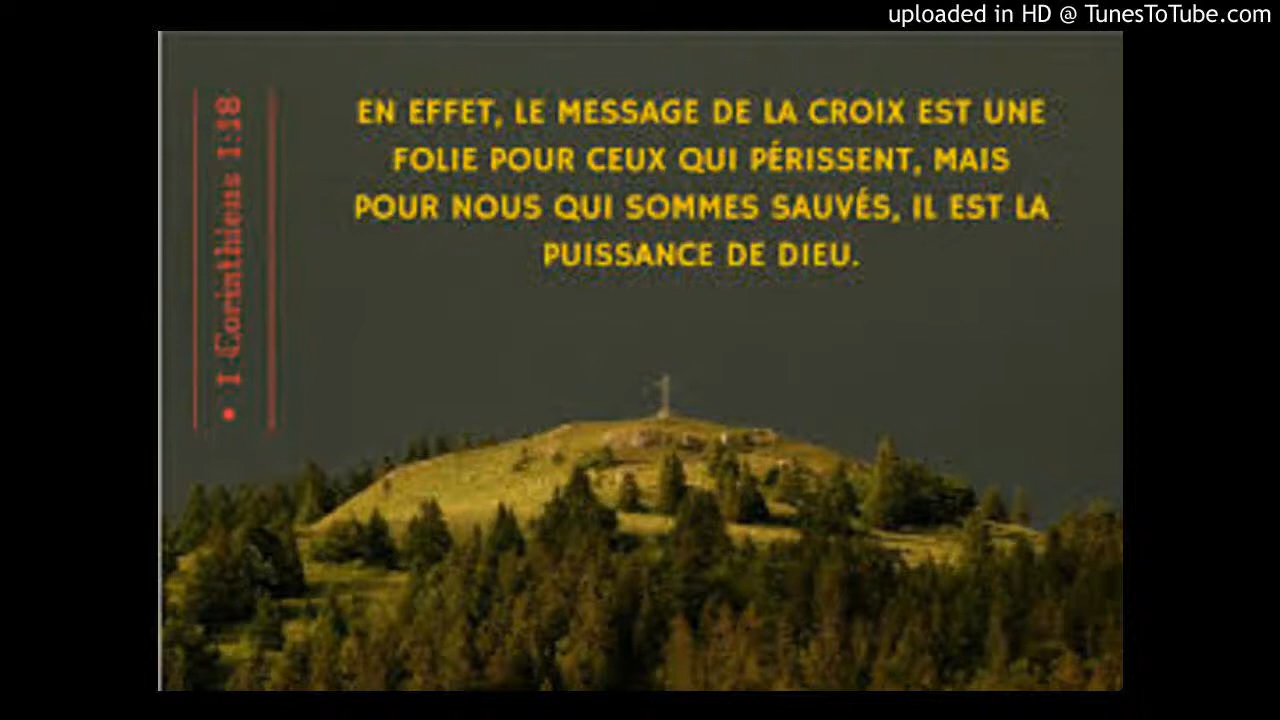 uploaded in HD @ TunesToTube.com
I Corinthiens 1:18
EN EFFET, LE MESSAGE DE LA CROIX EST UNE
FOLIE POUR CEUX QUI PÉRISSENT, MAIS
POUR NOUS QUI SOMMES SAUVÉS, IL EST LA
PUISSANCE DE DIEU.